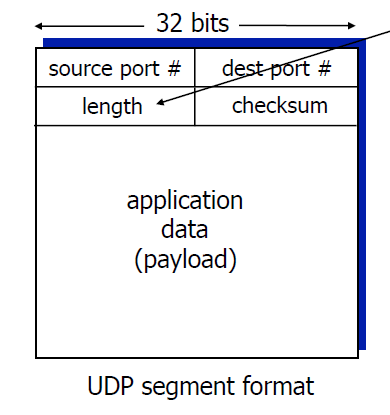 32 bits
source port # dest port #
length checksum
application
data
(payload)
UDP segment format